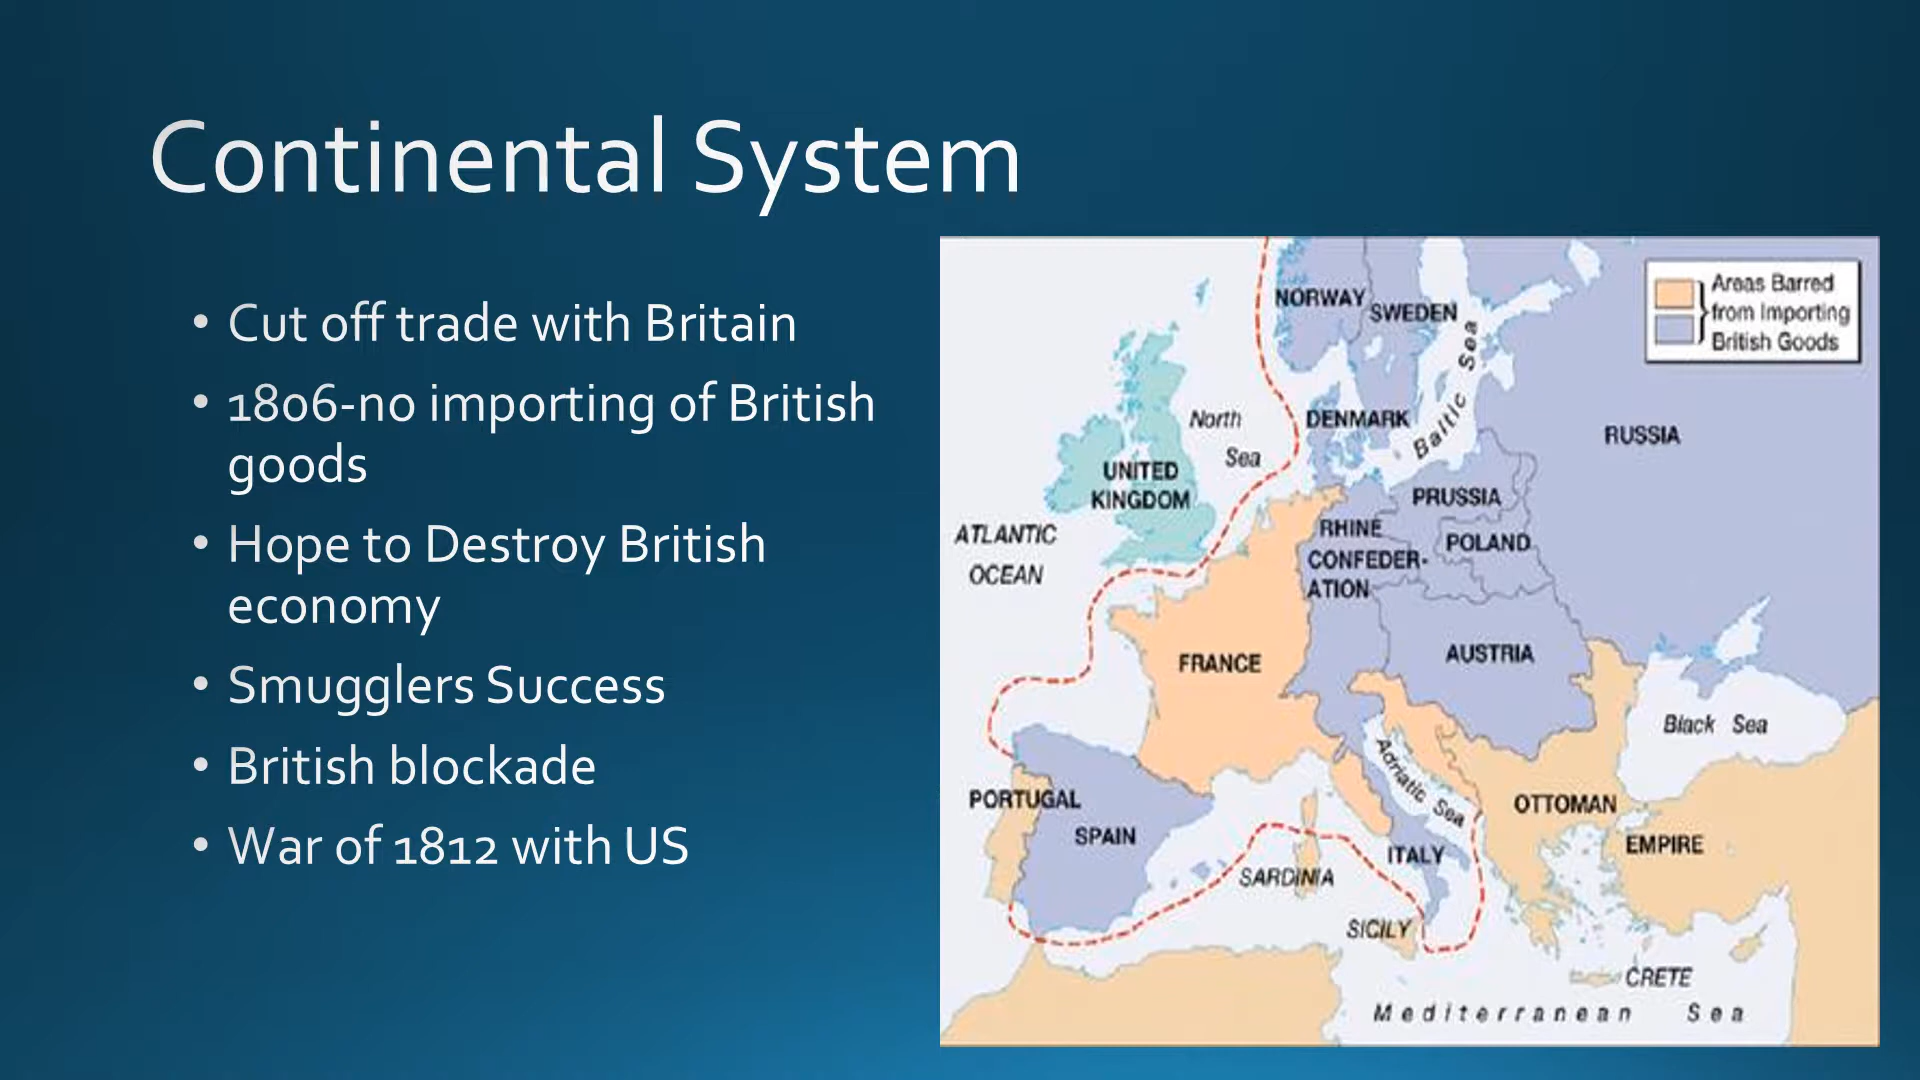 Continental System
• Cut off trade with Britain
• 1806-no importing of British
goods
• Hope to Destroy British
economy
• Smugglers Success
• British blockade
• War of 1812 with US
Areas Barred
from Importing
British Goods
NORWAY
SWEDEN
Baltic Sea
North
Sea
DENMARK
RUSSIA
UNITED
KINGDOM
PRUSSIA
ATLANTIC
OCEAN
RHINE
CONFEDER-
ATION
POLAND
FRANCE
AUSTRIA
Black Sea
Adriatic Sea
PORTUGAL
SPAIN
OTTOMAN
EMPIRE
ITALY
SARDINIA
SICILY
CRETE
Mediterranean Sea